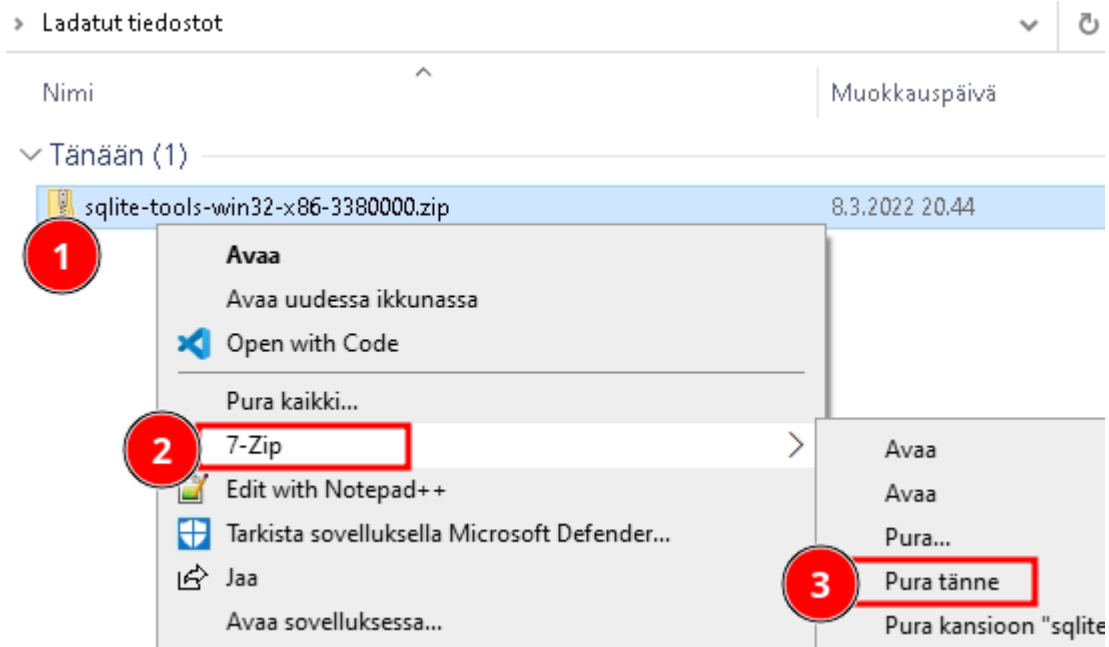 Ladatut tiedostot
Nimi Muokkauspäivä
Tänään (1)
sqlite-tools-win32-x86-3380000.zip 8.3.2022 20.44
1
Avaa
Avaa uudessa ikkunassa
Open with Code
Pura kaikki...
2 7-Zip
Edit with Notepad++
Tarkista sovelluksella Microsoft Defender...
Jaa
Avaa sovelluksessa...
Avaa
Avaa
Pura...
3 Pura tänne
Pura kansioon "sqlite